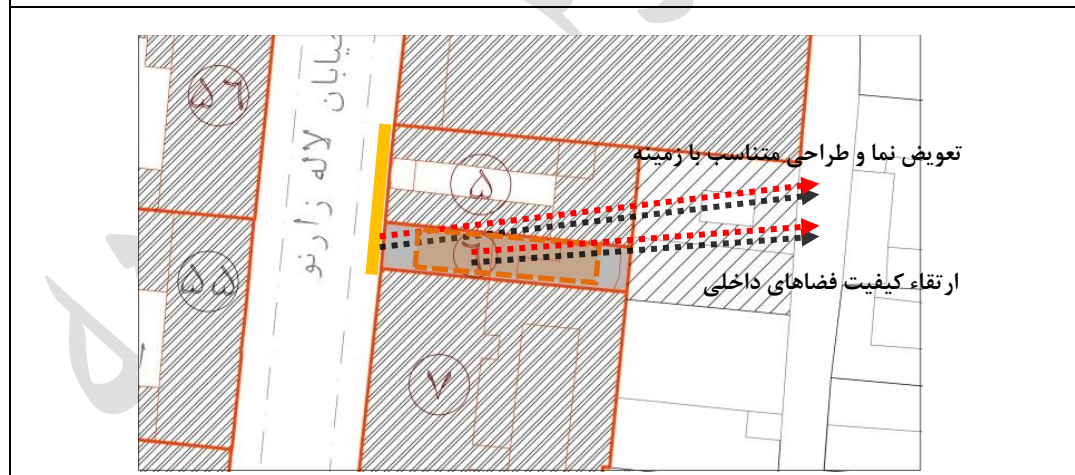 ۵۶
خیابان لاله زار نو
تعویض نما و طراحی متناسب با زمینه
۵
۶
ارتقاء کیفیت فضاهای داخلی
۵۵
۷